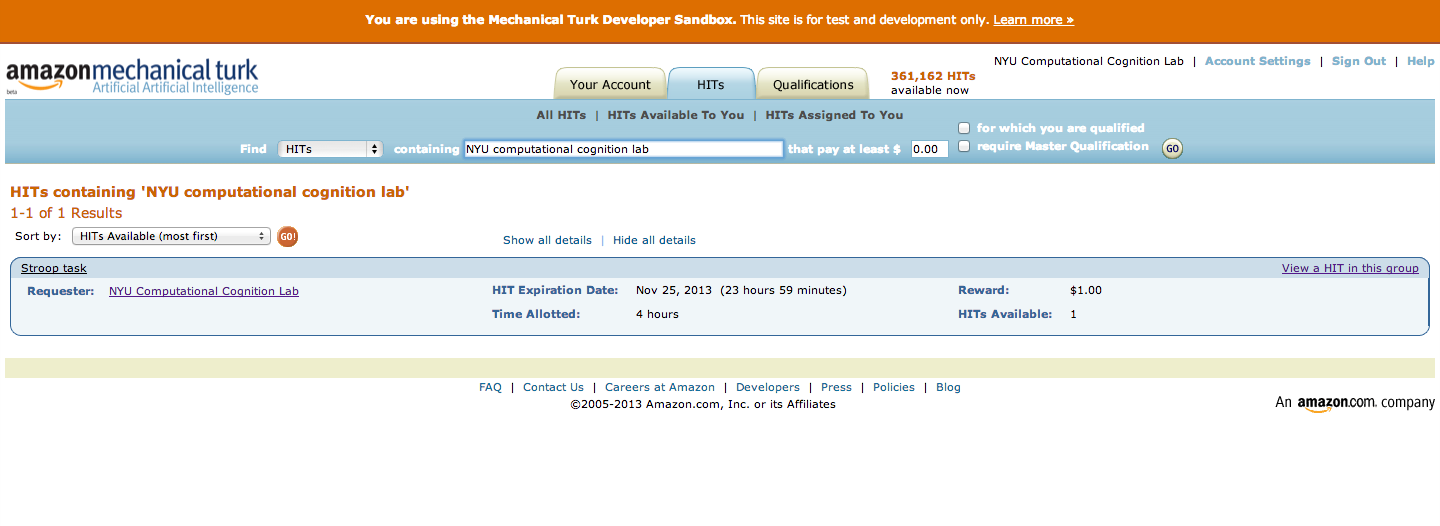 You are using the Mechanical Turk Developer Sandbox. This site is for test and development only. Learn more »
NYU Computational Cognition Lab | Account Settings | Sign Out | Help
amazonmechanical turk
beta
Artificial Artificial Intelligence
Your Account
HITs
Qualifications
361,162 HITs
available now
All HITs | HITs Available To You | HITs Assigned To You
Find HITs containing NYU computational cognition lab that pay at least $ 0.00
for which you are qualified
require Master Qualification
GO
HITs containing 'NYU computational cognition lab'
1-1 of 1 Results
Sort by: HITs Available (most first) GO!
Show all details | Hide all details
Stroop task
View a HIT in this group
Requester: NYU Computational Cognition Lab
HIT Expiration Date: Nov 25, 2013 (23 hours 59 minutes)
Reward: $1.00
Time Allotted: 4 hours
HITs Available: 1
FAQ | Contact Us | Careers at Amazon | Developers | Press | Policies | Blog
©2005-2013 Amazon.com, Inc. or its Affiliates
An amazon.com. company